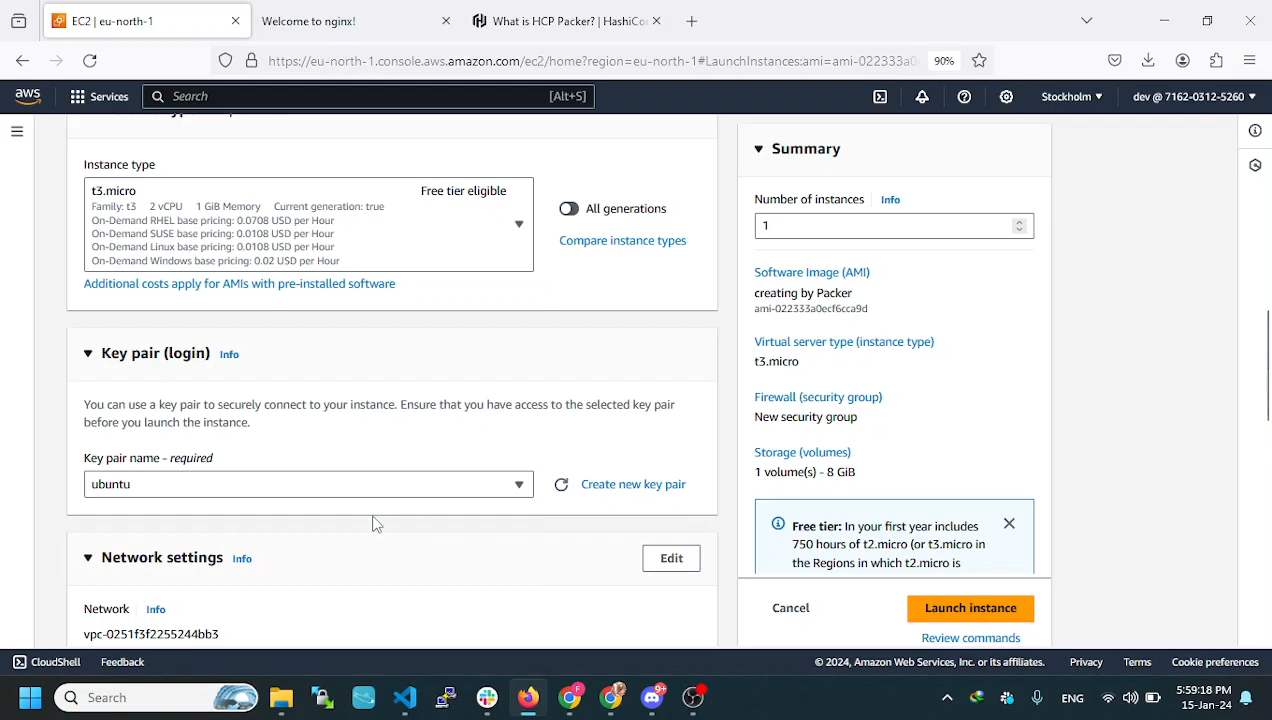 EC2 | eu-north-1
Welcome to nginx!
What is HCP Packer? | HashiCo
https://eu-north-1.console.aws.amazon.com/ec2/home?region=eu-north-1#LaunchInstances:ami=ami-022333a0
90%
aws
Services
Search
[Alt+S]
Stockholm
dev @ 7162-0312-5260
Instance type
t3.micro
Free tier eligible
Family: t3 2 vCPU 1 GiB Memory Current generation: true
On-Demand RHEL base pricing: 0.0708 USD per Hour
On-Demand SUSE base pricing: 0.0108 USD per Hour
On-Demand Linux base pricing: 0.0108 USD per Hour
On-Demand Windows base pricing: 0.02 USD per Hour
All generations
Compare instance types
Additional costs apply for AMIs with pre-installed software
Key pair (login) Info
You can use a key pair to securely connect to your instance. Ensure that you have access to the selected key pair
before you launch the instance.
Key pair name - required
ubuntu
Create new key pair
Network settings Info
Edit
Network Info
vpc-0251f3f2255244bb3
Summary
Number of instances Info
1
Software Image (AMI)
creating by Packer
ami-022333a0ecf6cca9d
Virtual server type (instance type)
t3.micro
Firewall (security group)
New security group
Storage (volumes)
1 volume(s) - 8 GiB
Free tier: In your first year includes
750 hours of t2.micro (or t3.micro in
the Regions in which t2.micro is
Cancel
Launch instance
Review commands
CloudShell
Feedback
© 2024, Amazon Web Services, Inc. or its affiliates.
Privacy
Terms
Cookie preferences
Search
9+
ENG
5:59:18 PM
15-Jan-24